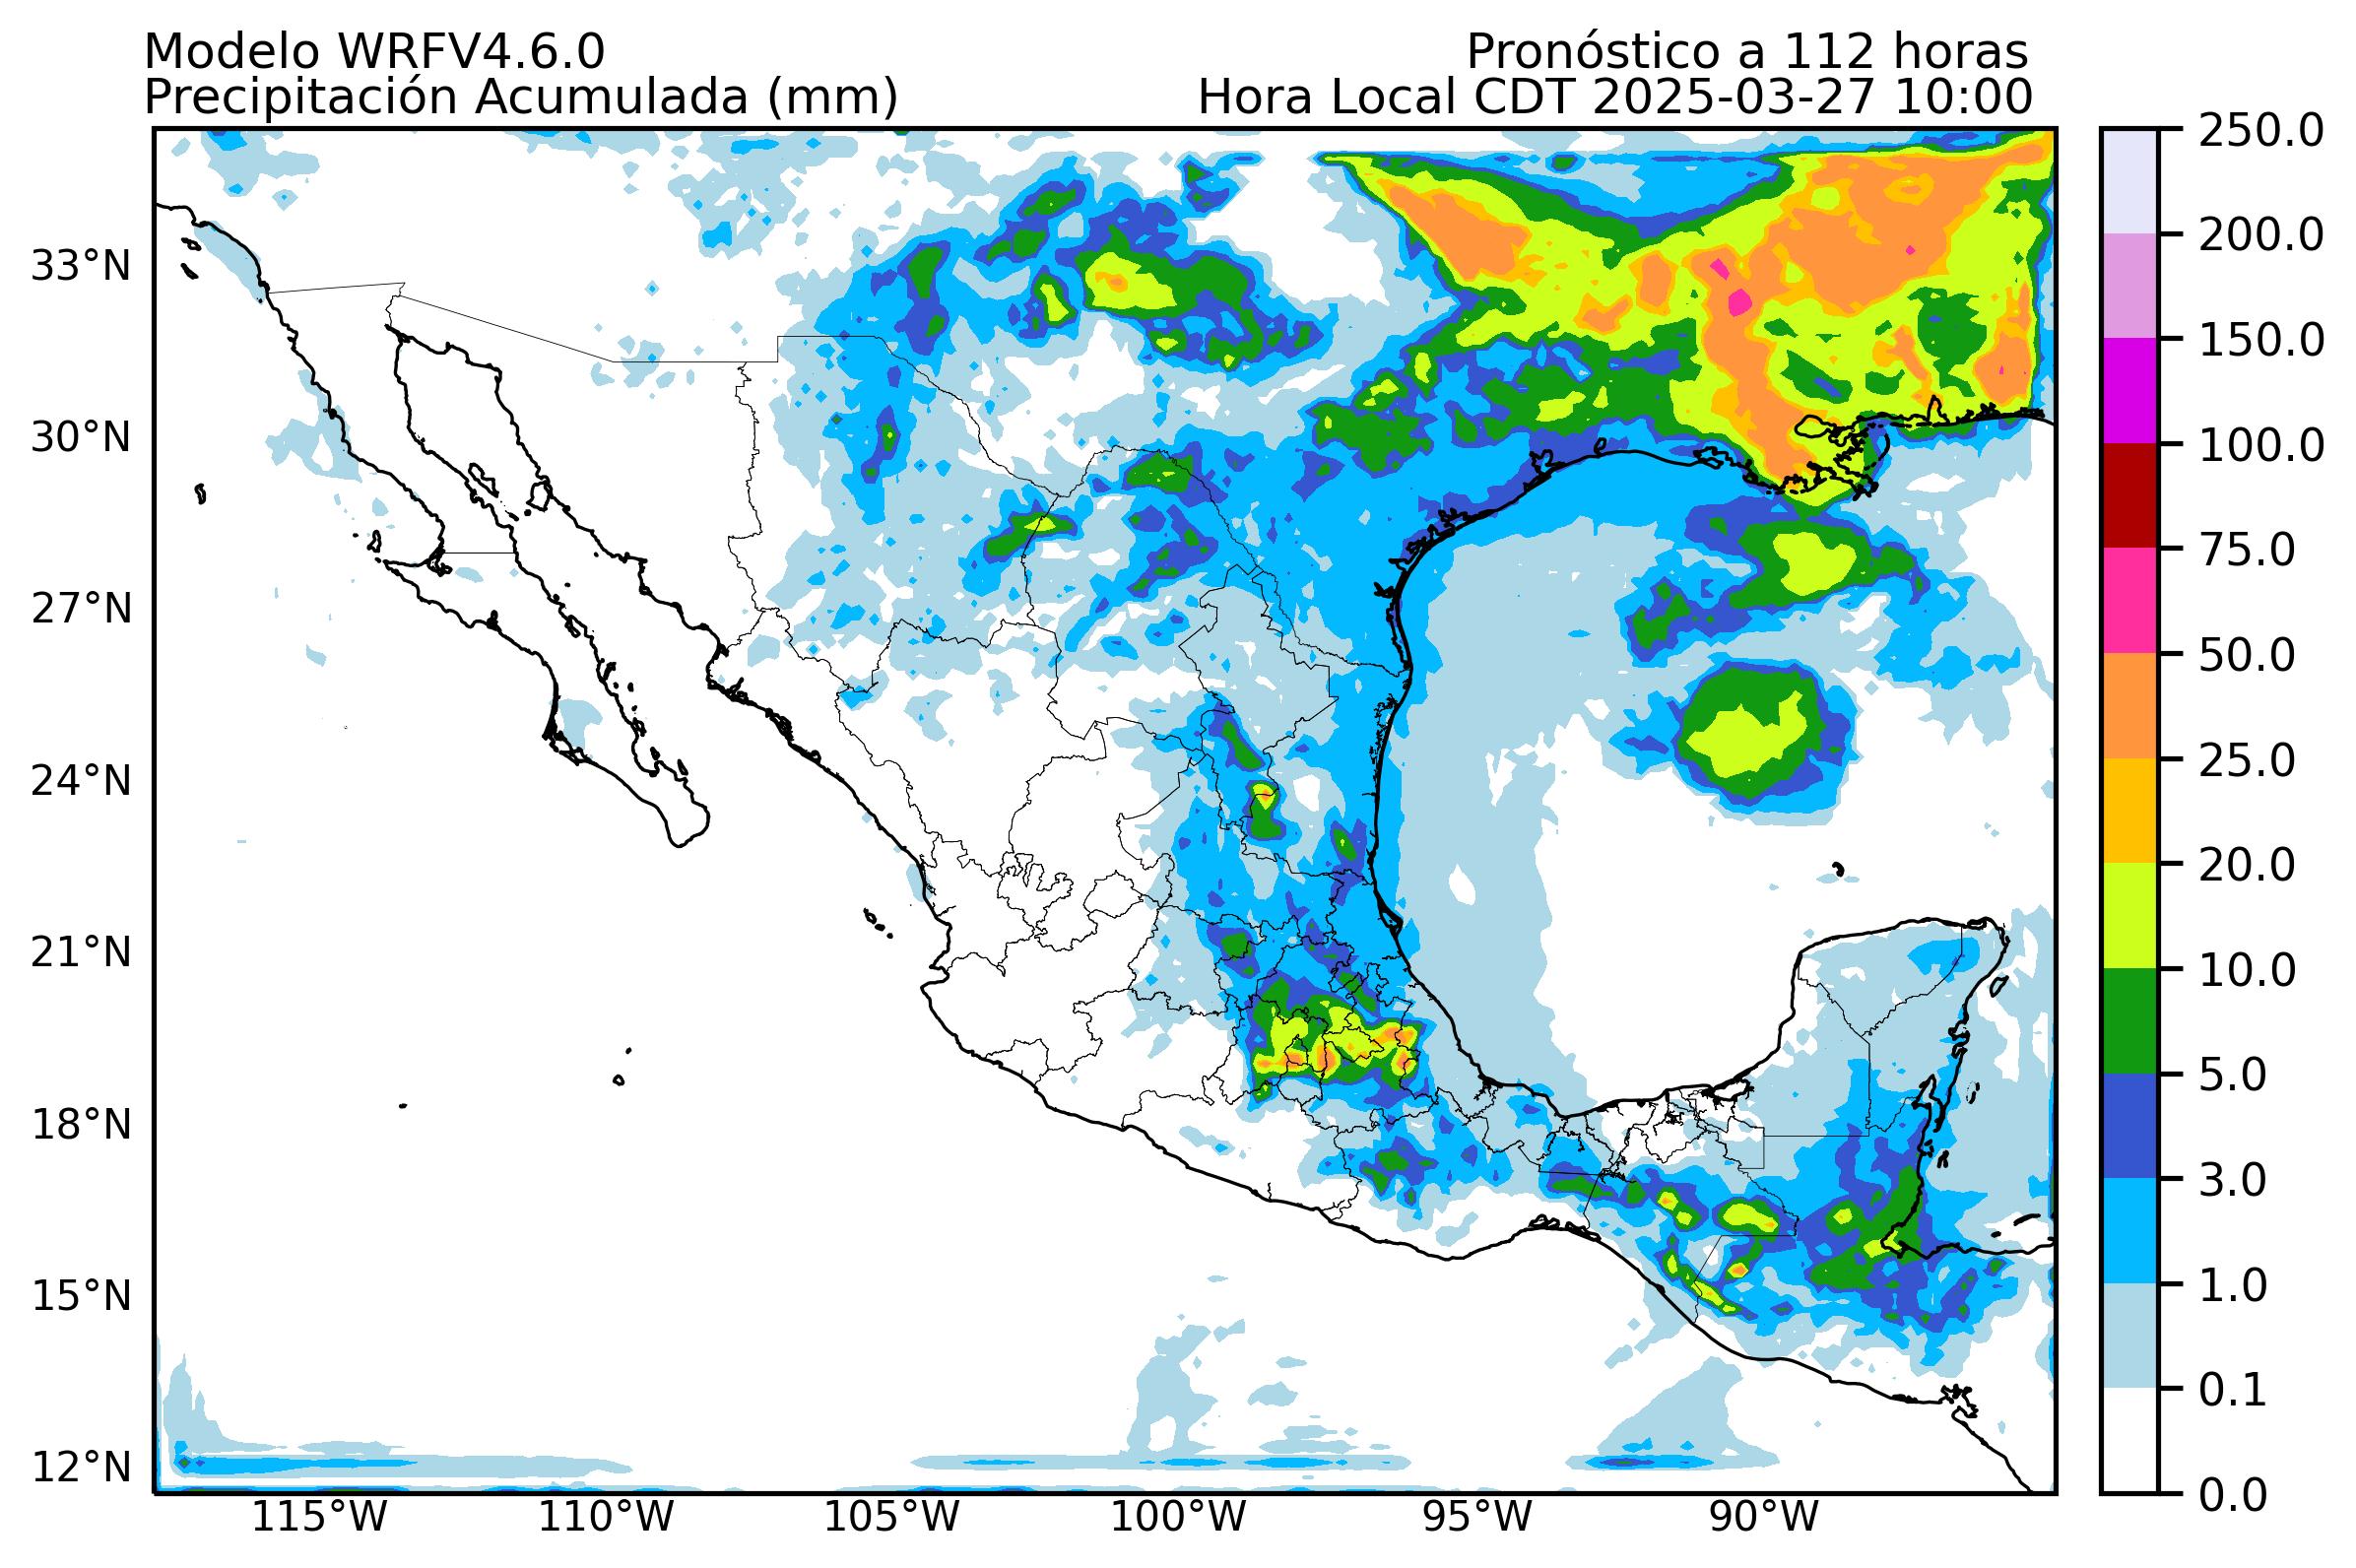 Modelo WRFV4.6.0
Pronóstico a 112 horas
Precipitación Acumulada (mm)
Hora Local CDT 2025-03-27 10:00
33°N
30°N
27°N
24°N
21°N
18°N
15°N
12°N
115°W
110°W
105°W
100°W
95°W
90°W
250.0
200.0
150.0
100.0
75.0
50.0
25.0
20.0
10.0
5.0
3.0
1.0
0.1
0.0